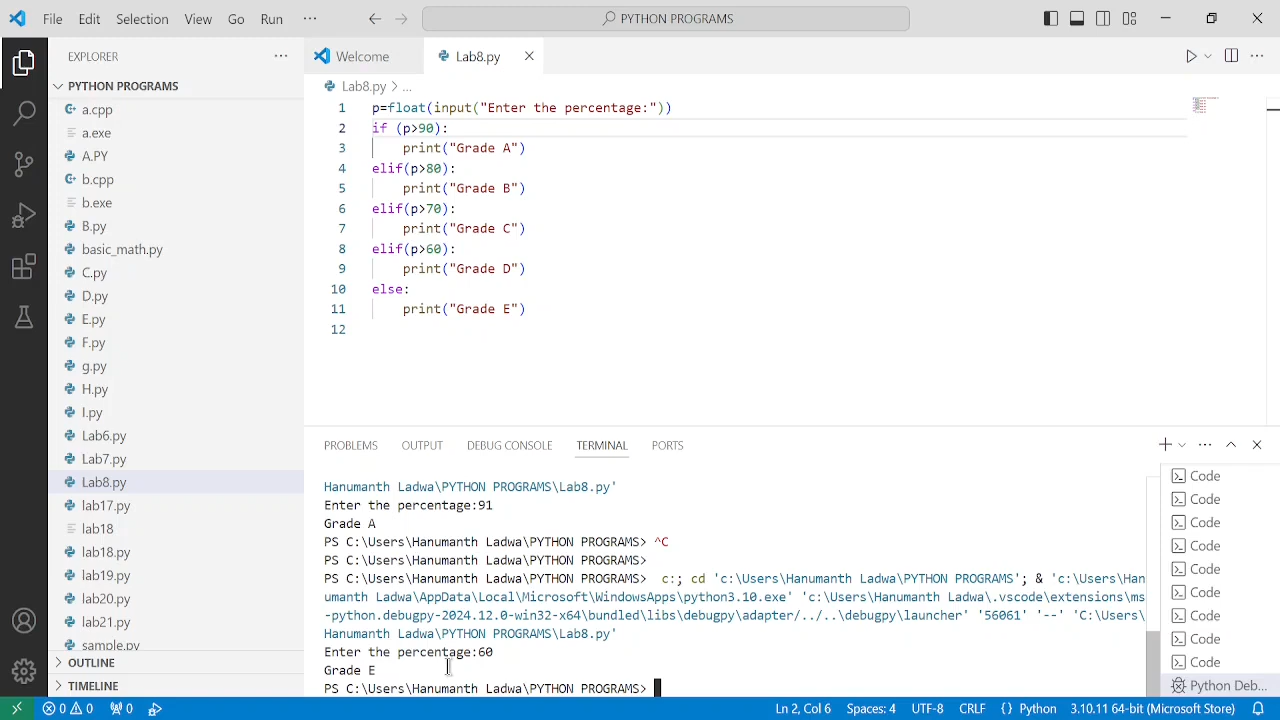 File Edit Selection View Go Run ··· PYTHON PROGRAMS
EXPLORER ···
PYTHON PROGRAMS
a.cpp
a.exe
A.PY
b.cpp
b.exe
B.py
basic_math.py
C.py
D.py
E.py
F.py
g.py
H.py
I.py
Lab6.py
Lab7.py
Lab8.py
lab17.py
lab18
lab18.py
lab19.py
lab20.py
lab21.py
sample.py
OUTLINE
TIMELINE
Welcome Lab8.py
Lab8.py > ...
1 p=float(input("Enter the percentage:"))
2 if (p>90):
3 print("Grade A")
4 elif(p>80):
5 print("Grade B")
6 elif(p>70):
7 print("Grade C")
8 elif(p>60):
9 print("Grade D")
10 else:
11 print("Grade E")
12
PROBLEMS OUTPUT DEBUG CONSOLE TERMINAL PORTS
Hanumanth Ladwa\PYTHON PROGRAMS\Lab8.py'
Enter the percentage:91
Grade A
PS C:\Users\Hanumanth Ladwa\PYTHON PROGRAMS> ^C
PS C:\Users\Hanumanth Ladwa\PYTHON PROGRAMS>
PS C:\Users\Hanumanth Ladwa\PYTHON PROGRAMS>  c:; cd 'c:\Users\Hanumanth Ladwa\PYTHON PROGRAMS'; & 'c:\Users\Han
umanth Ladwa\AppData\Local\Microsoft\WindowsApps\python3.10.exe' 'c:\Users\Hanumanth Ladwa\.vscode\extensions\ms
-python.debugpy-2024.12.0-win32-x64\bundled\libs\debugpy\adapter/../..\debugpy\launcher' '56061' '--' 'C:\Users\
Hanumanth Ladwa\PYTHON PROGRAMS\Lab8.py'
Enter the percentage:60
Grade E
PS C:\Users\Hanumanth Ladwa\PYTHON PROGRAMS>
Code
Code
Code
Code
Code
Code
Code
Code
Code
Python Deb...
0 0 0 Ln 2, Col 6 Spaces: 4 UTF-8 CRLF {} Python 3.10.11 64-bit (Microsoft Store)